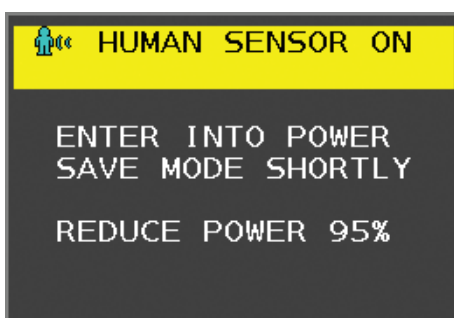 HUMAN SENSOR ON
ENTER INTO POWER
SAVE MODE SHORTLY
REDUCE POWER 95%